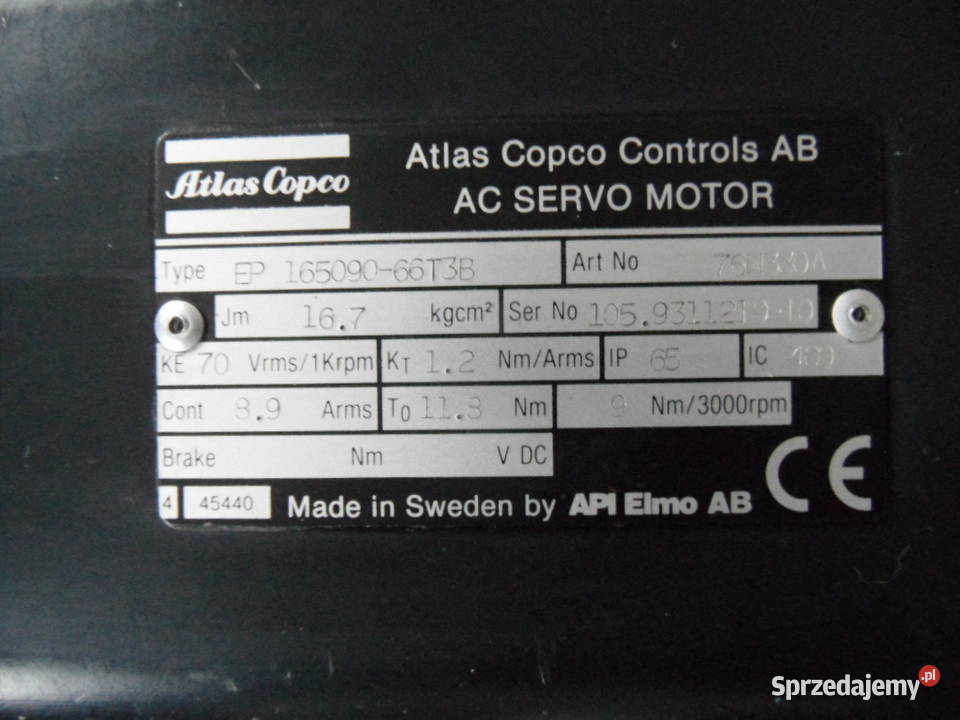 Atlas Copco
Atlas Copco Controls AB
AC SERVO MOTOR
Type EP 165090-66T3B Art No
Jm 16.7 kgcm² Ser No
KE 70 Vrms/1Krpm KT 1.2 Nm/Arms IP 65 IC
Cont 8.9 Arms T0 11.3 Nm 9 Nm/3000rpm
Brake Nm V DC
4 45440 Made in Sweden by API Elmo AB CE
Sprzedajemy.pl